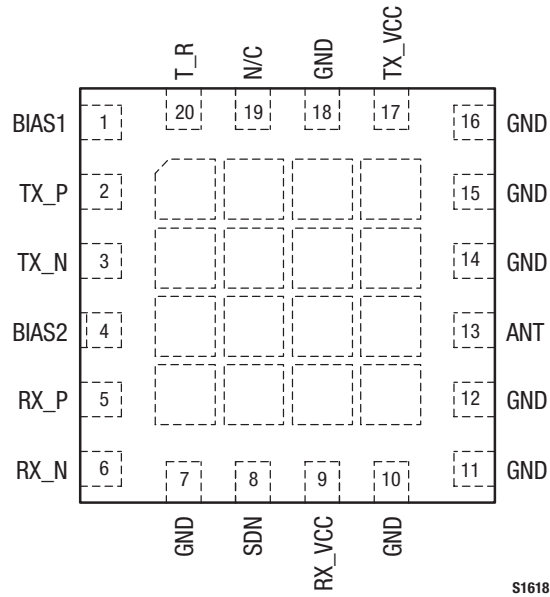 T_R N/C GND TX_VCC
20 19 18 17
BIAS1 1 16 GND
TX_P 2 15 GND
TX_N 3 14 GND
BIAS2 4 13 ANT
RX_P 5 12 GND
RX_N 6 11 GND
7 8 9 10
GND SDN RX_VCC GND
S1618